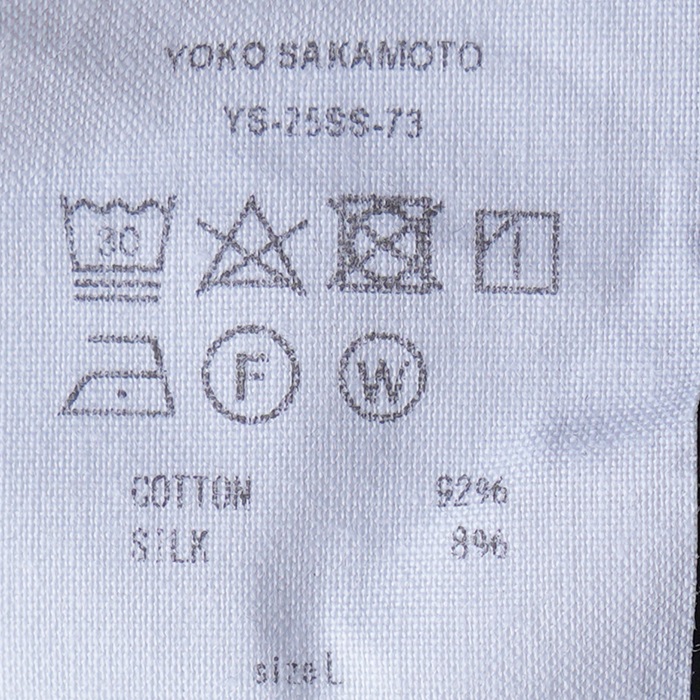 YOKO SAKAMOTO
YS-25SS-73
30
F W
COTTON 92%
SILK 8%
size L